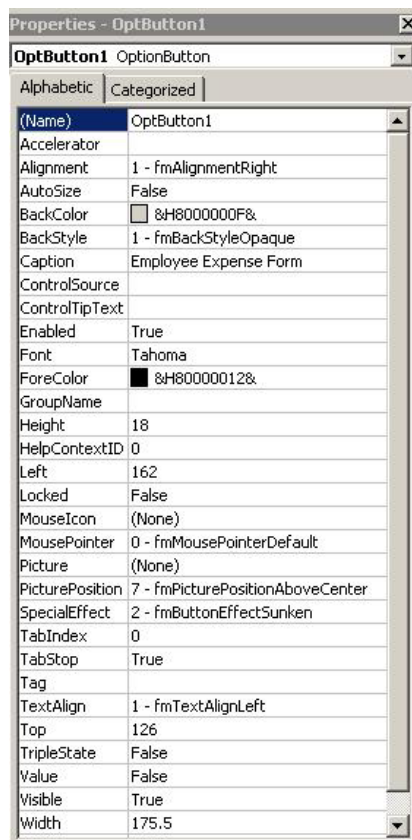 Properties - OptButton1
OptButton1 OptionButton
Alphabetic Categorized
(Name) OptButton1
Accelerator
Alignment 1 - fmAlignmentRight
AutoSize False
BackColor &H8000000F&
BackStyle 1 - fmBackStyleOpaque
Caption Employee Expense Form
ControlSource
ControlTipText
Enabled True
Font Tahoma
ForeColor &H80000012&
GroupName
Height 18
HelpContextID 0
Left 162
Locked False
MouseIcon (None)
MousePointer 0 - fmMousePointerDefault
Picture (None)
PicturePosition 7 - fmPicturePositionAboveCenter
SpecialEffect 2 - fmButtonEffectSunken
TabIndex 0
TabStop True
Tag
TextAlign 1 - fmTextAlignLeft
Top 126
TripleState False
Value False
Visible True
Width 175.5